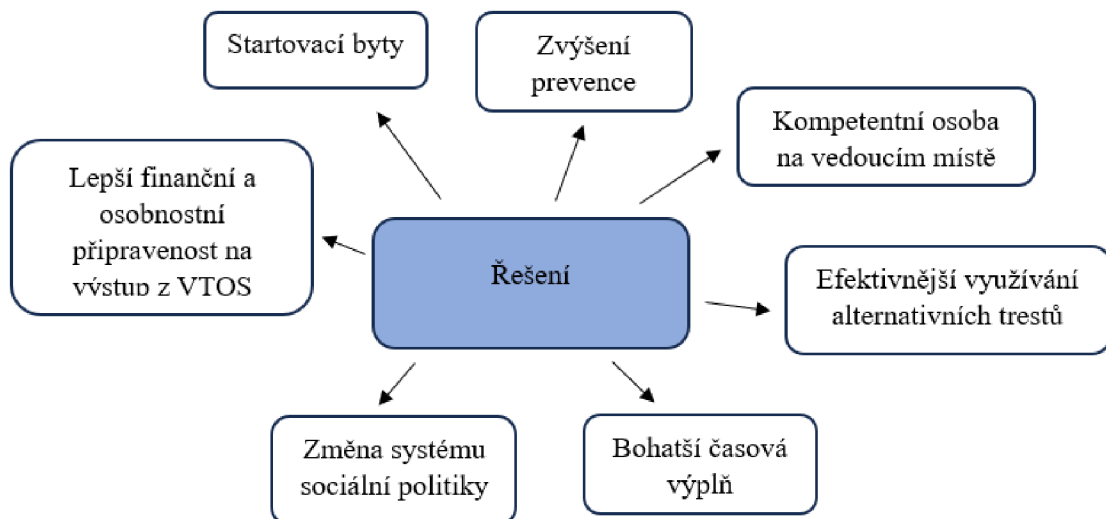 Startovací byty
Zvýšení
prevence
Kompetentní osoba
na vedoucím místě
Lepší finanční a
osobnostní
připravenost na
výstup z VTOS
Řešení
Efektivnější využívání
alternativních trestů
Změna systému
sociální politiky
Bohatší časová
výplň